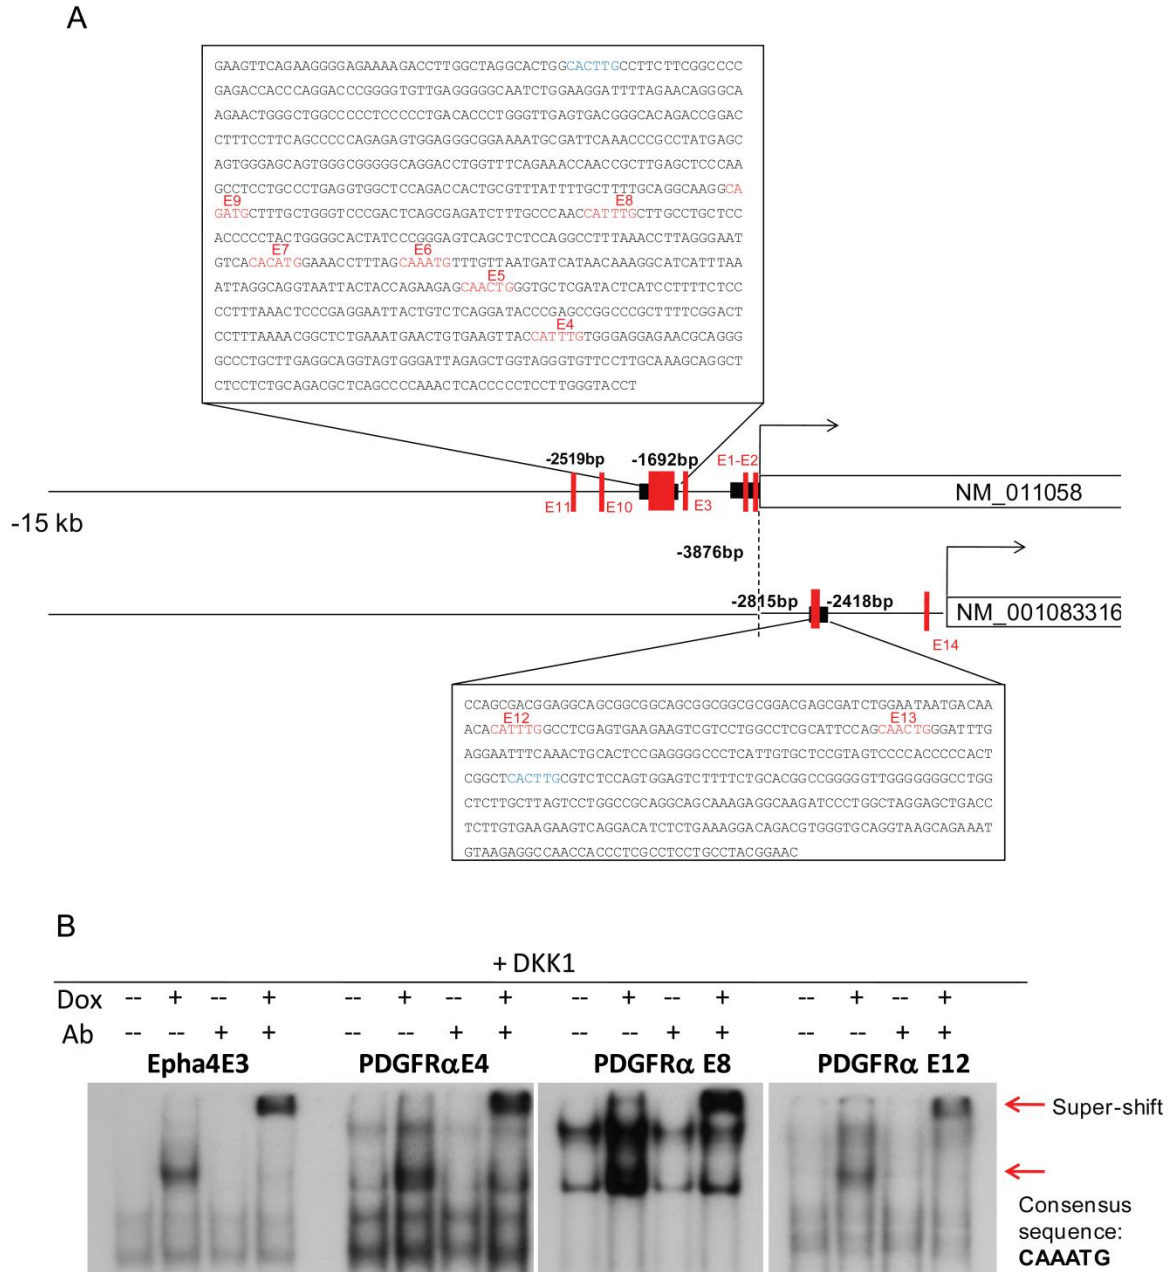 A
GAAGTTCAGAAGGGGAGAAAAGACCTTGGCTAGGCACTGGCACTTGCCTTCTTCGGCCCC
GAGACCACCCAGGACCCGGGGTGTTGAGGGGGCAATCTGGAAGGATTTTAGAACAGGGCA
AGAACTGGGCTGGCCCCCTCCCCCTGACACCCTGGGTTGAGTGACGGGCACAGACCGGAC
CTTTCCTTCAGCCCCCAGAGAGTGGAGGGCGGAAAATGCGATTCAAACCCGCCTATGAGC
AGTGGGAGCAGTGGGCGGGGGCAGGACCTGGTTTCAGAAACCAACCGCTTGAGCTCCCAA
GCCTCCTGCCCTGAGGTGGCTCCAGACCACTGCGTTTATTTTGCTTTTGCAGGCAAGGCA
E9 E8
GATGCTTTGCTGGGTCCCGACTCAGCGAGATCTTTGCCCAACCATTTGCTTGCCTGCTCC
ACCCCCTACTGGGGCACTATCCCGGGAGTCAGCTCTCCAGGCCTTTAAACCTTAGGGAAT
E7 E6
GTCACACATGGAAACCTTTAGCAAATGTTTGTTAATGATCATAACAAAGGCATCATTTAA
E5
ATTAGGCAGGTAATTACTACCAGAAGAGCAACTGGGTGCTCGATACTCATCCTTTTCTCC
CCTTTAAACTCCCGAGGAATTACTGTCTCAGGATACCCGAGCCGGCCCGCTTTTCGGACT
E4
CCTTTAAAACGGCTCTGAAATGAACTGTGAAGTTACCATTTGTGGGAGGAGAACGCAGGG
GCCCTGCTTGAGGCAGGTAGTGGGATTAGAGCTGGTAGGGTGTTCCTTGCAAAGCAGGCT
CTCCTCTGCAGACGCTCAGCCCCAAACTCACCCCCTCCTTGGGTACCT
-2519bp -1692bp E1-E2
E11 E10 E3 NM_011058
-15 kb
-3876bp
-2815bp -2418bp NM_001083316
E14
CCAGCGACGGAGGCAGCGGCGGCAGCGGCGGCGCGGACGAGCGATCTGGAATAATGACAA
E12 E13
ACACATTTGGCCTCGAGTGAAGAAGTCGTCCTGGCCTCGCATTCCAGCAACTGGGATTTG
AGGAATTTCAAACTGCACTCCGAGGGGCCCTCATTGTGCTCCGTAGTCCCCACCCCCACT
CGGCTCACTTGCGTCTCCAGTGGAGTCTTTTCTGCACGGCCGGGGGTTGGGGGGGCCTGG
CTCTTGCTTAGTCCTGGCCGCAGGCAGCAAAGAGGCAAGATCCCTGGCTAGGAGCTGACC
TCTTGTGAAGAAGTCAGGACATCTCTGAAAGGACAGACGTGGGTGCAGGTAAGCAGAAAT
GTAAGAGGCCAACCACCCTCGCCTCCTGCCTACGGAAC
B
+ DKK1
Dox -- + -- + -- + -- + -- + -- + -- + -- +
Ab -- -- + + -- -- + + -- -- + + -- -- + +
Epha4E3 PDGFRαE4 PDGFRα E8 PDGFRα E12
Super-shift
Consensus
sequence:
CAAATG